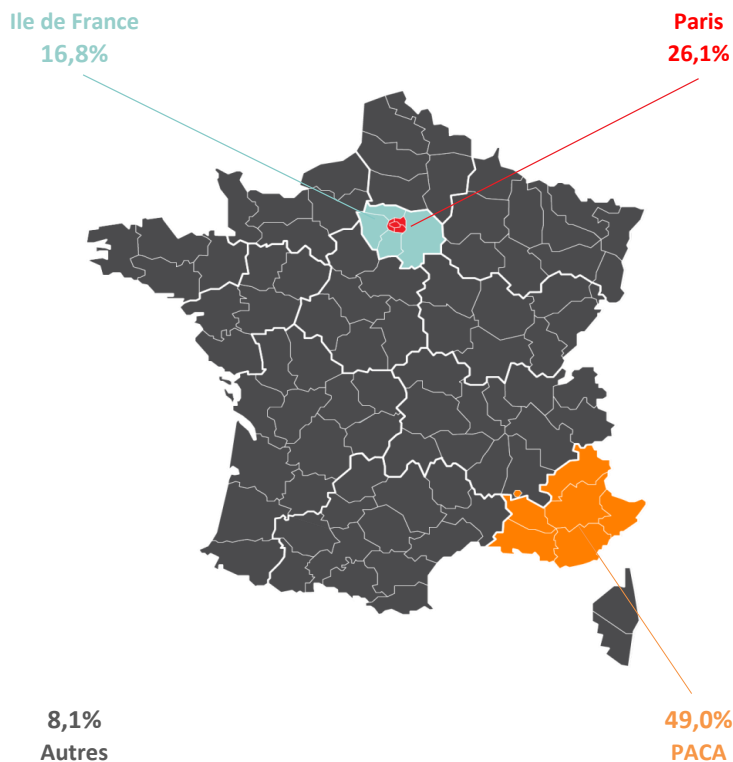 Ile de France
16,8%
Paris
26,1%
8,1%
Autres
49,0%
PACA